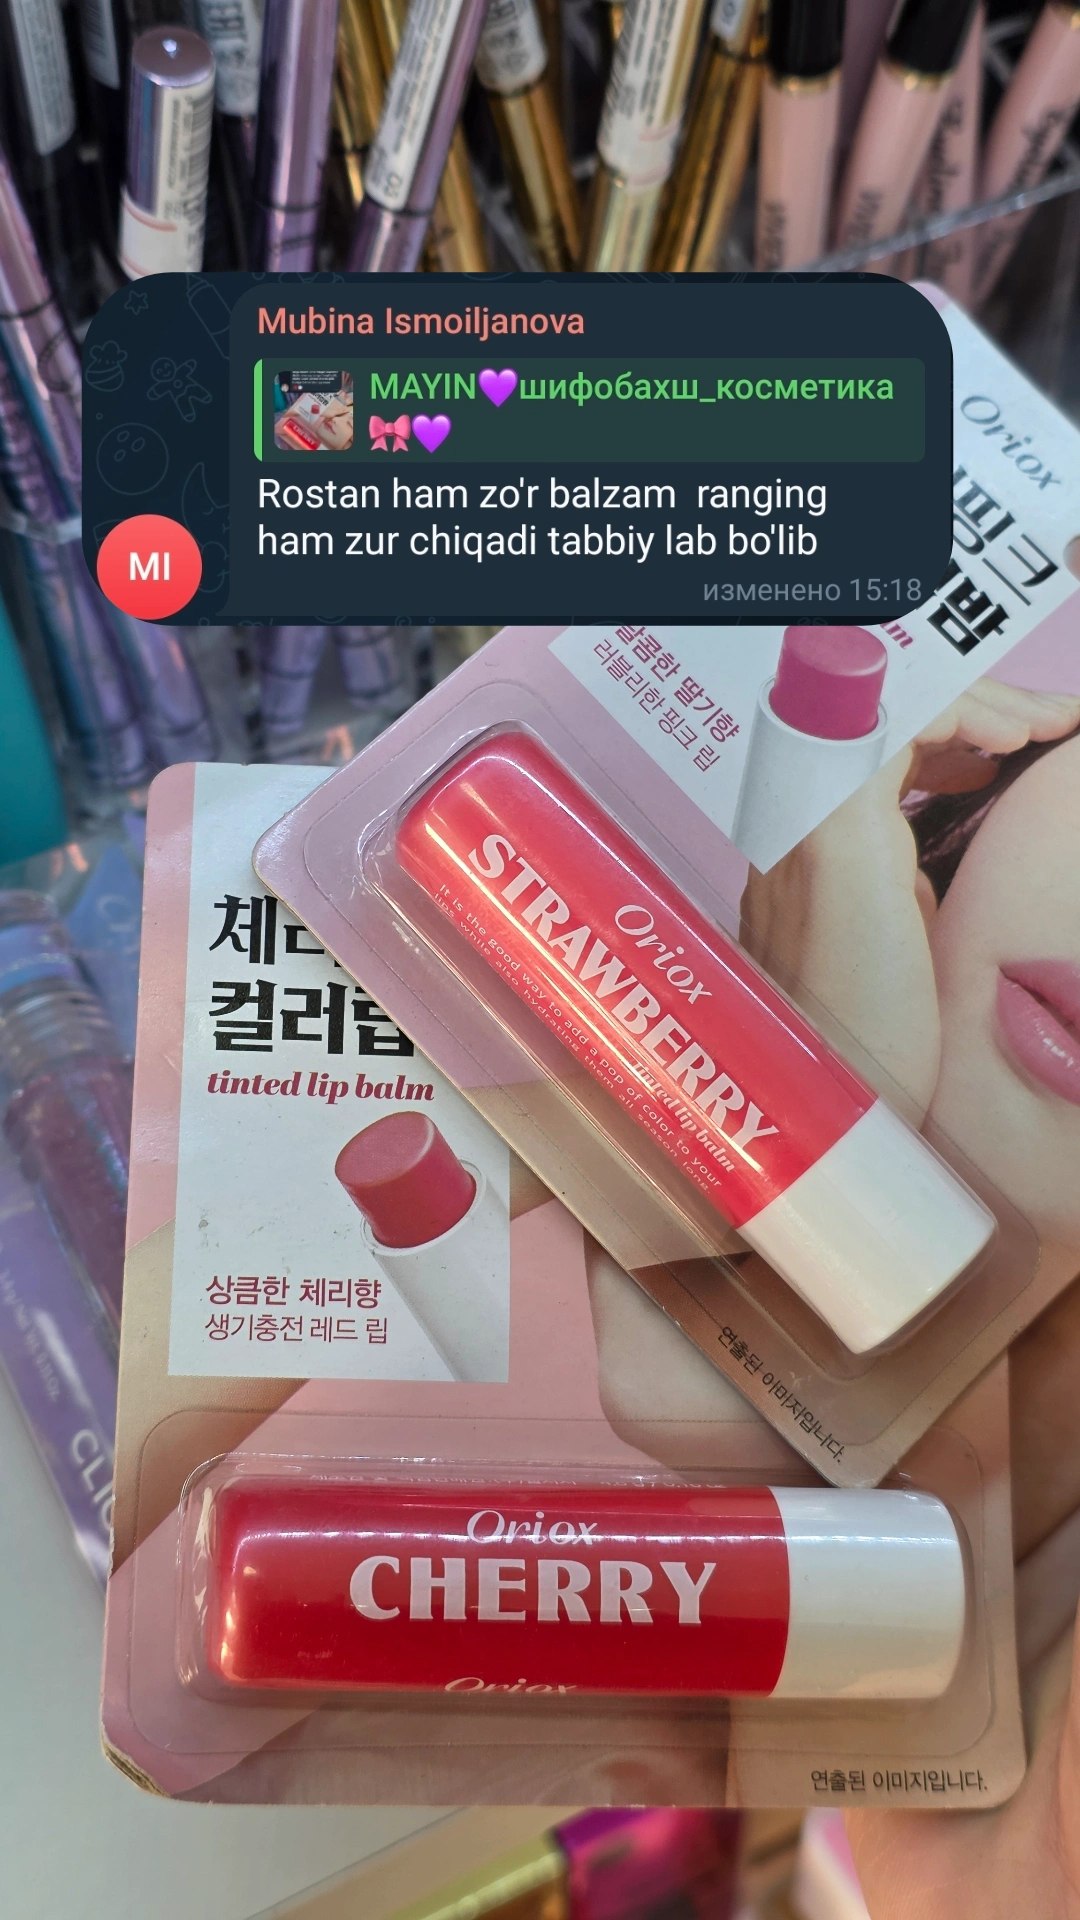 Mubina Ismoiljanova
MAYIN💜шифобахш_косметика
🎀💜
Rostan ham zo'r balzam ranging
ham zur chiqadi tabbiy lab bo'lib
изменено 15:18
MI
Oriox
핑크
밤
달콤한 딸기향
러블리한 핑크 립
Oriox
STRAWBERRY
Tinted lip balm
It is the good way to add a pop of color to your
lips while also hydrating them all season long.
연출된 이미지입니다.
체리
컬러립
tinted lip balm
상큼한 체리향
생기충전 레드 립
Oriox
CHERRY
Oriox
연출된 이미지입니다.